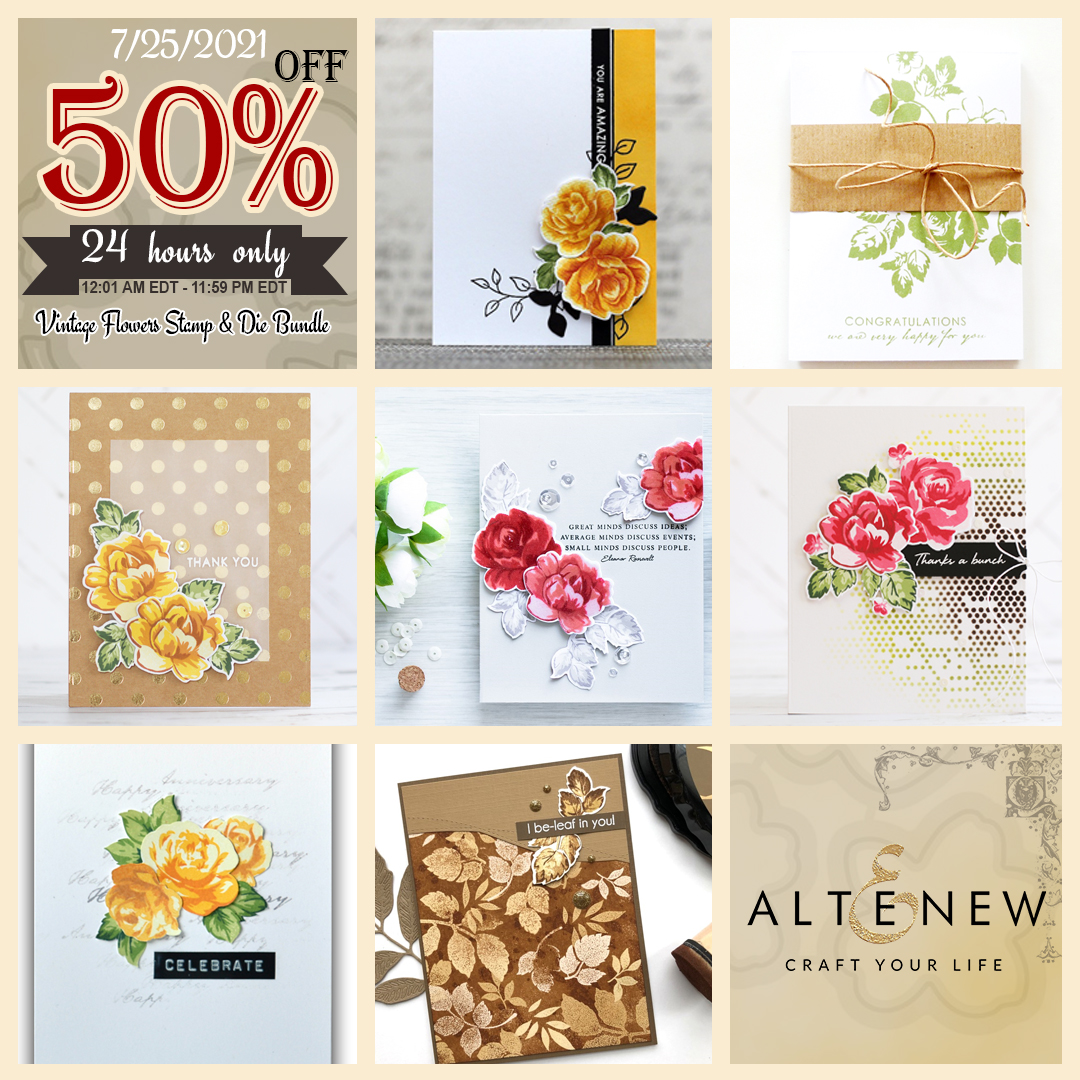 7/25/2021
50% OFF
24 hours only
12:01 AM EDT - 11:59 PM EDT
Vintage Flowers Stamp & Die Bundle
YOU ARE AMAZING
CONGRATULATIONS
we are very happy for you
THANK YOU
GREAT MINDS DISCUSS IDEAS;
AVERAGE MINDS DISCUSS EVENTS;
SMALL MINDS DISCUSS PEOPLE.
Eleanor Roosevelt
Thanks a bunch
Happy Anniversary
CELEBRATE
I be-leaf in you!
ALTENEW
CRAFT YOUR LIFE